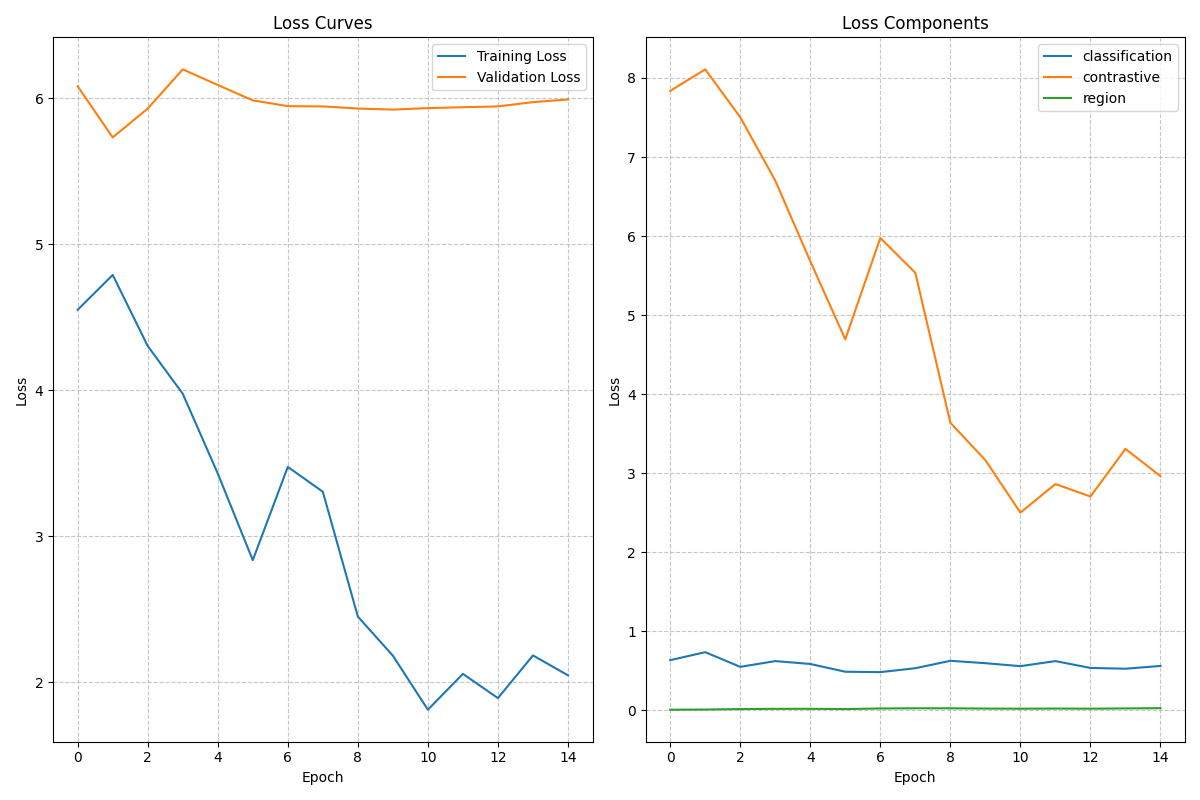 Loss Curves
Training Loss
Validation Loss
6
5
4
3
2
Loss
0 2 4 6 8 10 12 14
Epoch
Loss Components
classification
contrastive
region
8
7
6
5
4
3
2
1
0
Loss
0 2 4 6 8 10 12 14
Epoch